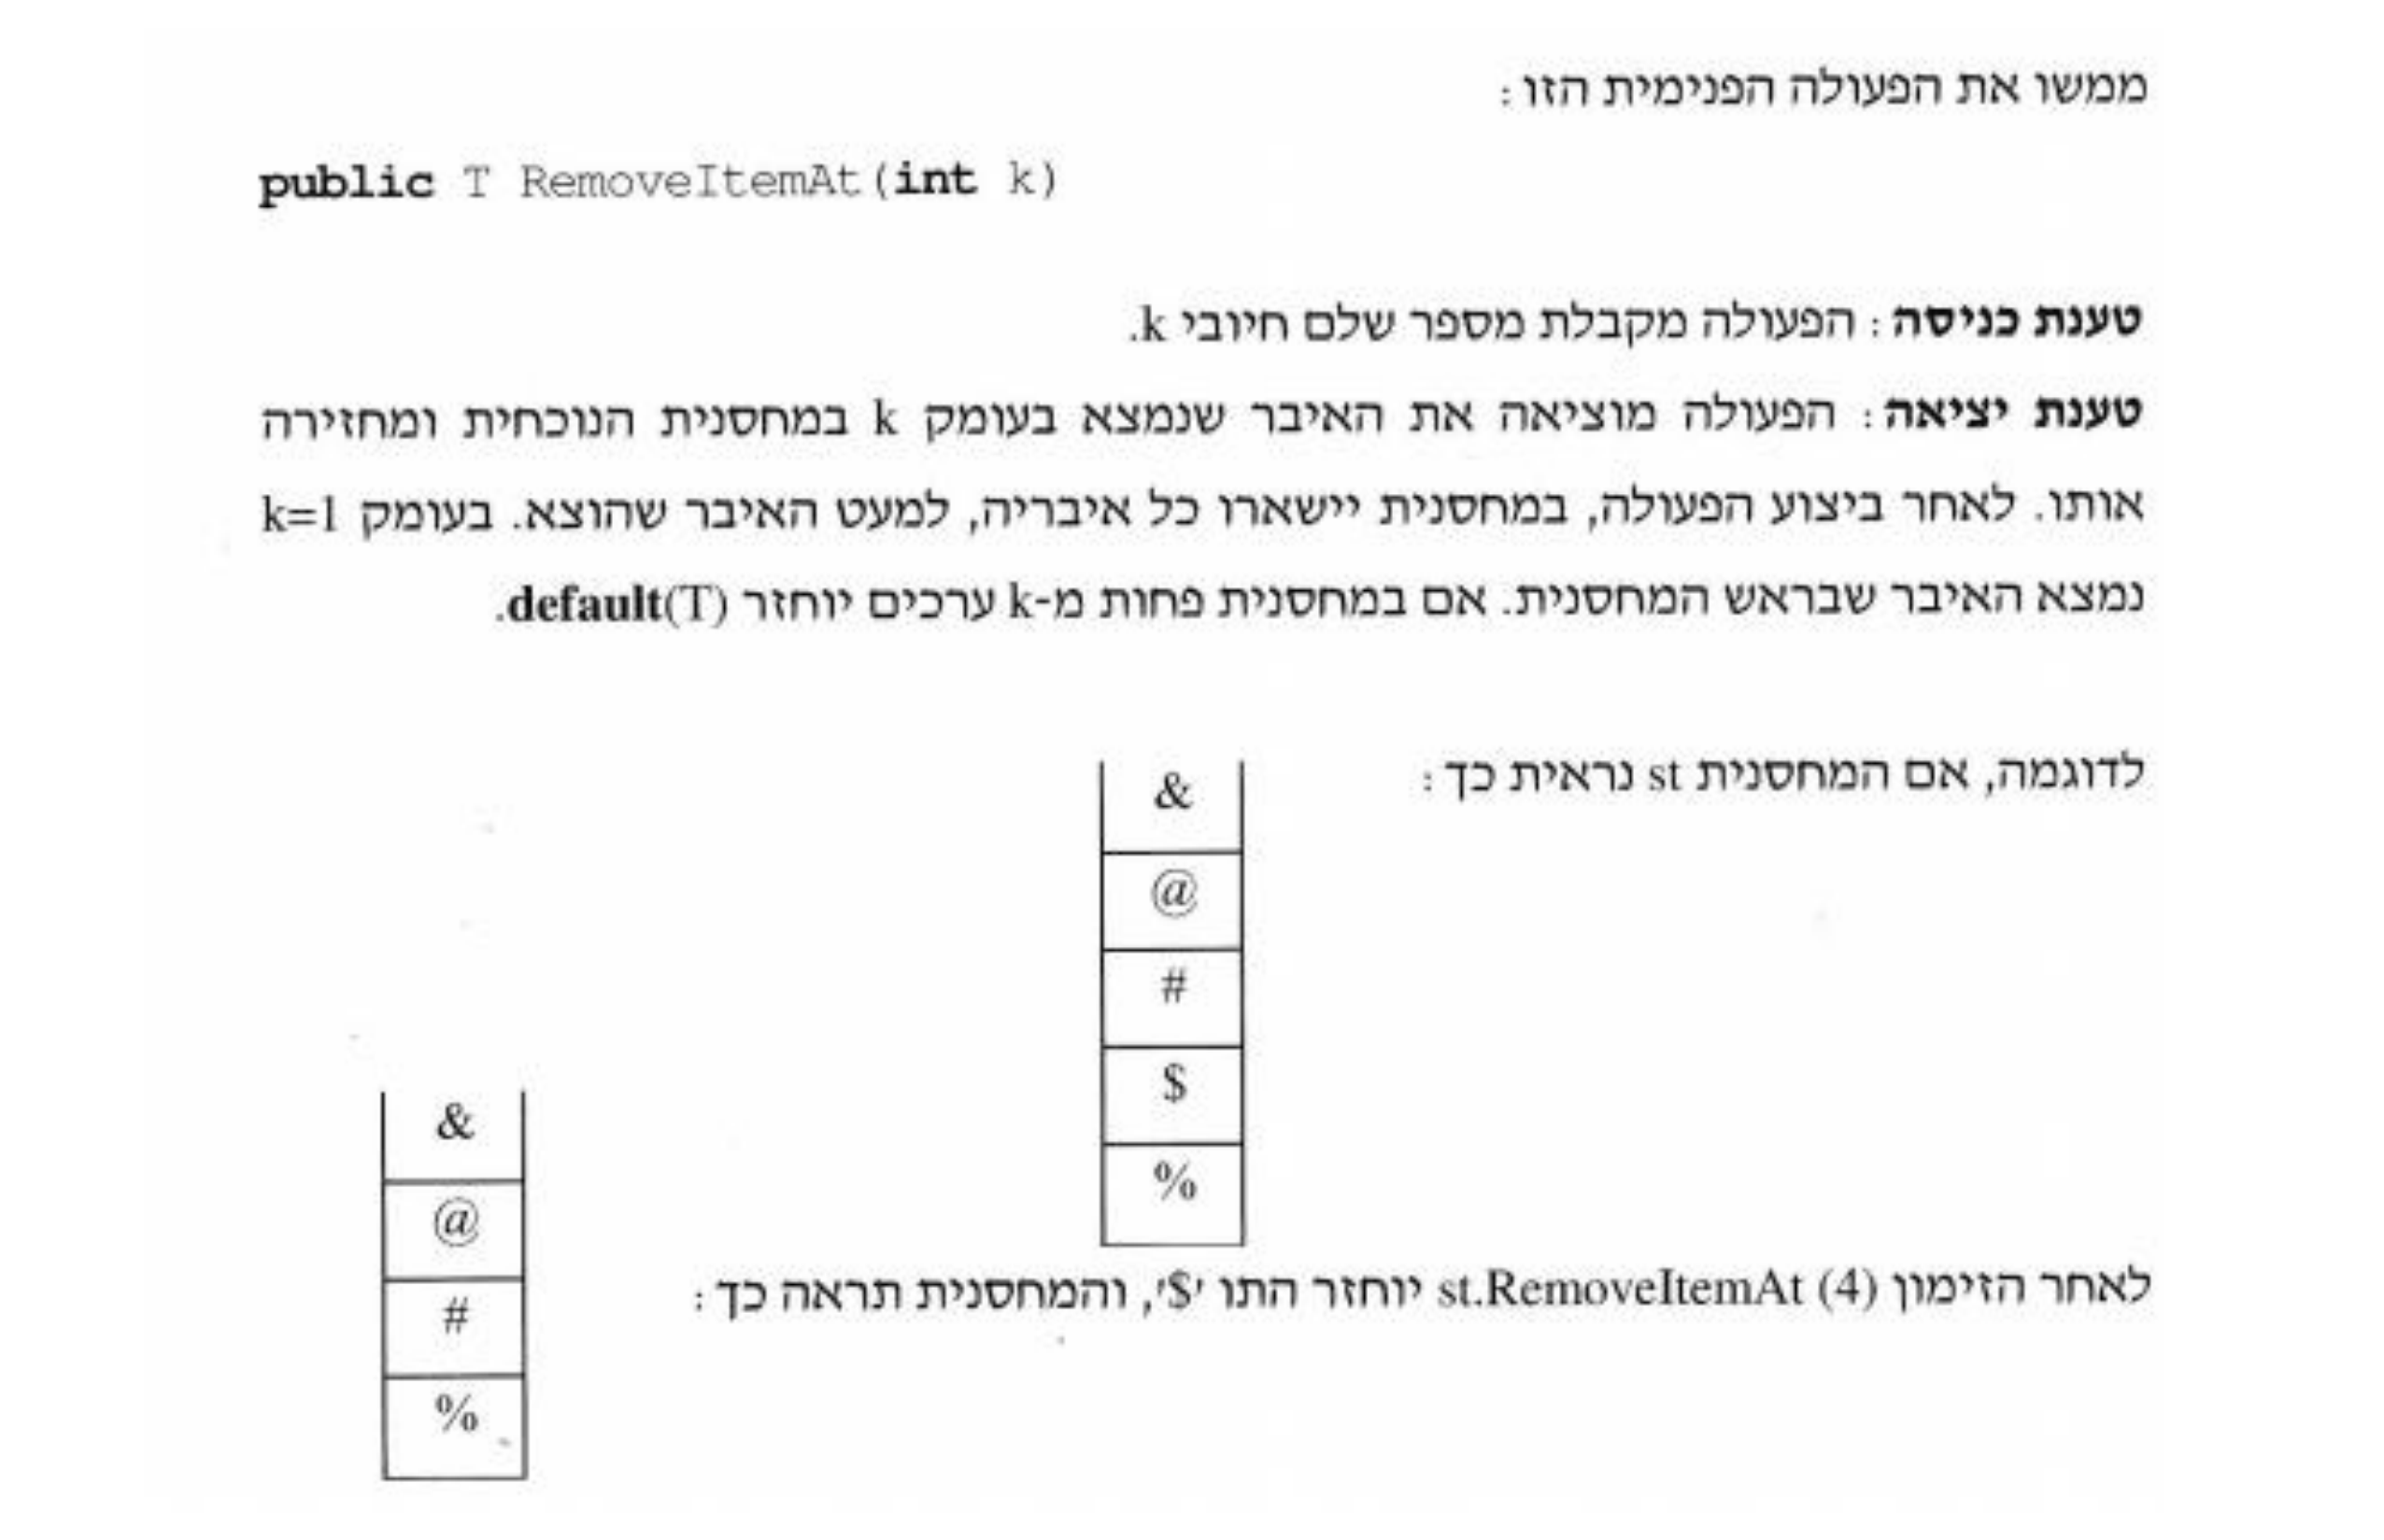 ממשו את הפעולה הפנימית הזו :
public T RemoveItemAt(int k)
טענת כניסה : הפעולה מקבלת מספר שלם חיובי k.
טענת יציאה : הפעולה מוציאה את האיבר שנמצא בעומק k במחסנית הנוכחית ומחזירה
אותו. לאחר ביצוע הפעולה, במחסנית יישארו כל איבריה, למעט האיבר שהוצא. בעומק k=1
נמצא האיבר שבראש המחסנית. אם במחסנית פחות מ-k ערכים יוחזר default(T).
לדוגמה, אם המחסנית st נראית כך :
&
@
#
$
%
לאחר הזימון st.RemoveItemAt (4) יוחזר התו '$', והמחסנית תראה כך :
&
@
#
%